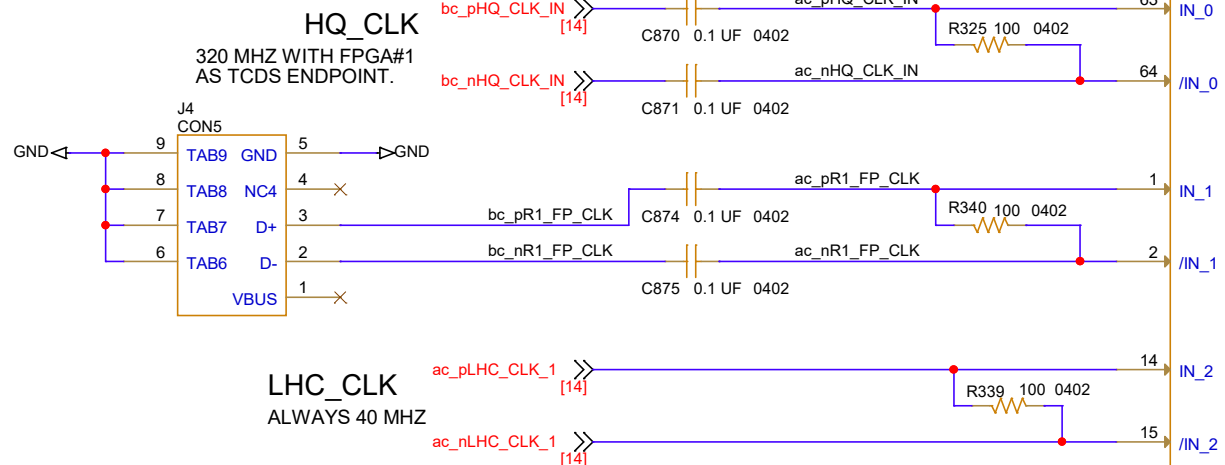 bc_pHQ_CLK_IN
[14]
ac_pHQ_CLK_IN
63
IN_0
HQ_CLK
C870 0.1 UF 0402
R325 100 0402
320 MHZ WITH FPGA#1
AS TCDS ENDPOINT.
bc_nHQ_CLK_IN
[14]
ac_nHQ_CLK_IN
64
/IN_0
C871 0.1 UF 0402
J4
CON5
GND
9
TAB9
GND
5
GND
8
TAB8
NC4
4
7
TAB7
D+
3
6
TAB6
D-
2
VBUS
1
bc_pR1_FP_CLK
C874 0.1 UF 0402
ac_pR1_FP_CLK
1
IN_1
R340 100 0402
bc_nR1_FP_CLK
ac_nR1_FP_CLK
2
/IN_1
C875 0.1 UF 0402
LHC_CLK
ALWAYS 40 MHZ
ac_pLHC_CLK_1
[14]
14
IN_2
R339 100 0402
ac_nLHC_CLK_1
[14]
15
/IN_2